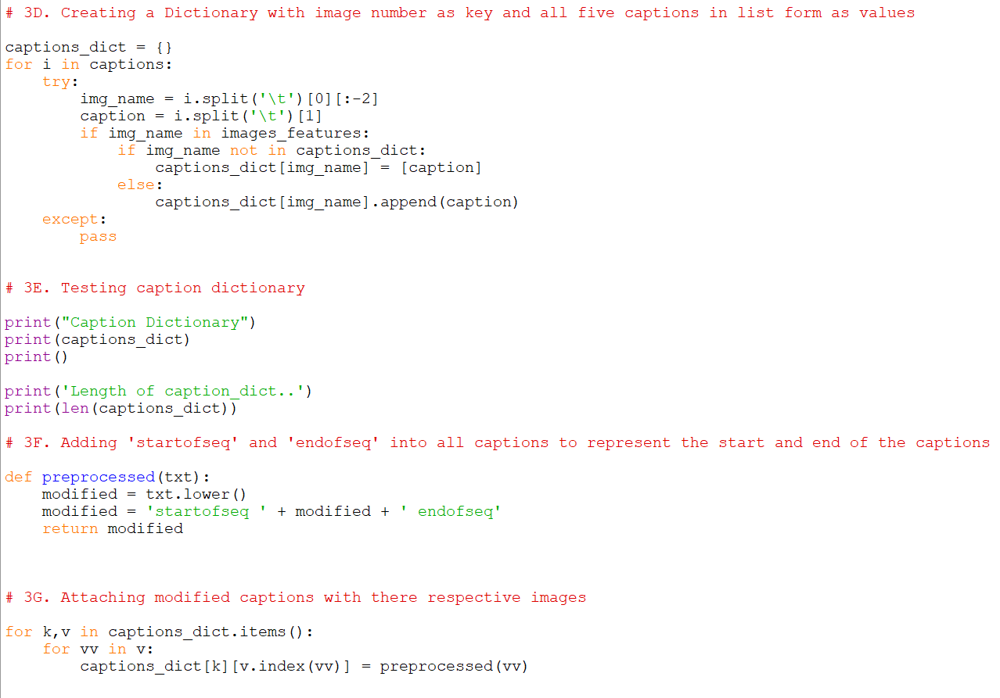 # 3D. Creating a Dictionary with image number as key and all five captions in list form as values
captions_dict = {}
for i in captions:
    try:
        img_name = i.split('\t')[0][:-2]
        caption = i.split('\t')[1]
        if img_name in images_features:
            if img_name not in captions_dict:
                captions_dict[img_name] = [caption]
            else:
                captions_dict[img_name].append(caption)
    except:
        pass
# 3E. Testing caption dictionary
print("Caption Dictionary")
print(captions_dict)
print()
print('Length of caption_dict..')
print(len(captions_dict))
# 3F. Adding 'startofseq' and 'endofseq' into all captions to represent the start and end of the captions
def preprocessed(txt):
    modified = txt.lower()
    modified = 'startofseq ' + modified + ' endofseq'
    return modified
# 3G. Attaching modified captions with there respective images
for k,v in captions_dict.items():
    for vv in v:
        captions_dict[k][v.index(vv)] = preprocessed(vv)